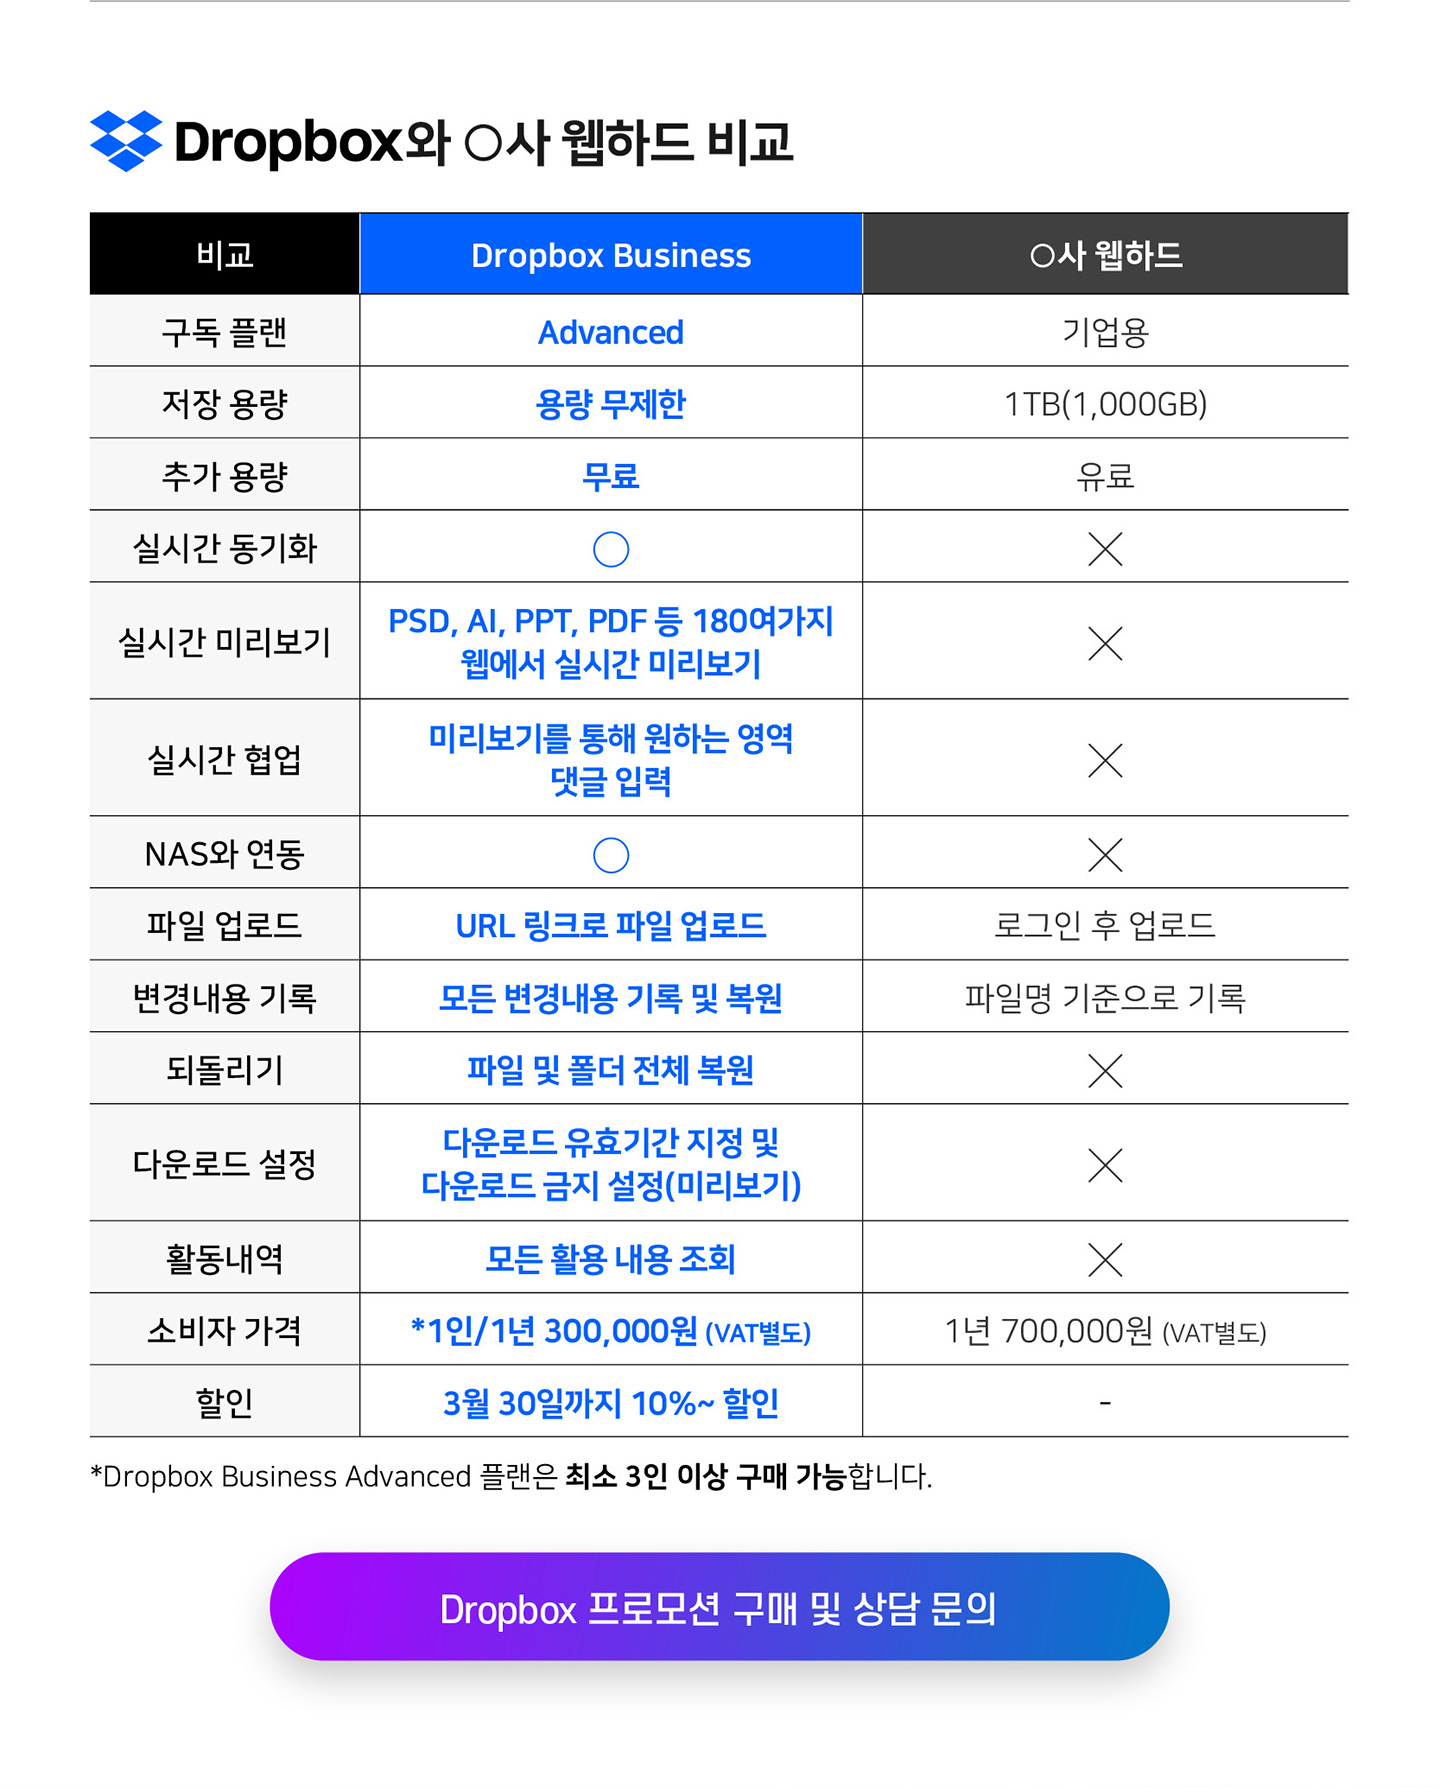 Dropbox와 ○사 웹하드 비교
비교 Dropbox Business ○사 웹하드
구독 플랜 Advanced 기업용
저장 용량 용량 무제한 1TB(1,000GB)
추가 용량 무료 유료
실시간 동기화 ○ ×
실시간 미리보기 PSD, AI, PPT, PDF 등 180여가지
웹에서 실시간 미리보기 ×
실시간 협업 미리보기를 통해 원하는 영역
댓글 입력 ×
NAS와 연동 ○ ×
파일 업로드 URL 링크로 파일 업로드 로그인 후 업로드
변경내용 기록 모든 변경내용 기록 및 복원 파일명 기준으로 기록
되돌리기 파일 및 폴더 전체 복원 ×
다운로드 설정 다운로드 유효기간 지정 및
다운로드 금지 설정(미리보기) ×
활동내역 모든 활용 내용 조회 ×
소비자 가격 *1인/1년 300,000원 (VAT별도) 1년 700,000원 (VAT별도)
할인 3월 30일까지 10%~ 할인 -
*Dropbox Business Advanced 플랜은 최소 3인 이상 구매 가능합니다.
Dropbox 프로모션 구매 및 상담 문의